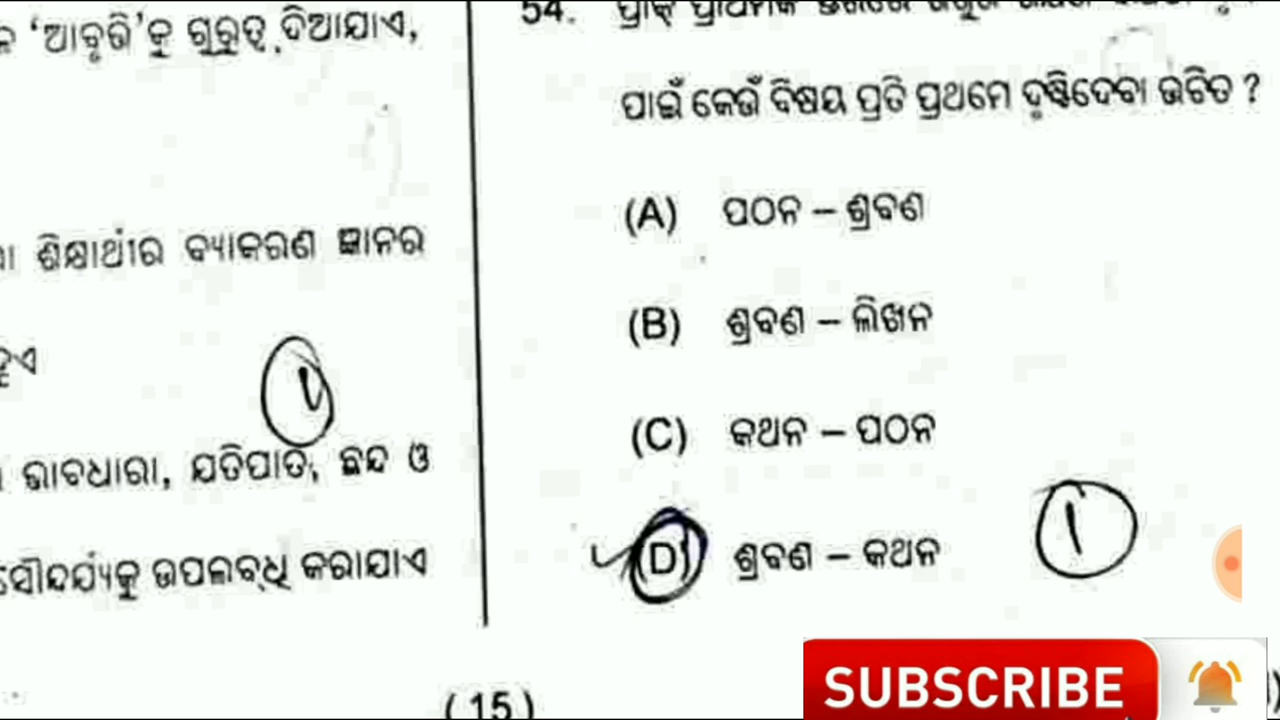 ‘ଆବୃତ୍ତି’କୁ ଗୁରୁତ୍ୱ ଦିଆଯାଏ,
ଶିକ୍ଷାର୍ଥୀର ବ୍ୟାକରଣ ଜ୍ଞାନର
ଭାବଧାରା, ଯତିପାତ, ଛନ୍ଦ ଓ
ସୌନ୍ଦର୍ଯ୍ୟକୁ ଉପଲବ୍ଧି କରାଯାଏ
54. ପ୍ରାକ୍ ପ୍ରାଥମିକ
ପାଇଁ କେଉଁ ବିଷୟ ପ୍ରତି ପ୍ରଥମେ ଦୃଷ୍ଟିଦେବା ଉଚିତ ?
(A) ପଠନ – ଶ୍ରବଣ
(B) ଶ୍ରବଣ – ଲିଖନ
(C) କଥନ – ପଠନ
(D) ଶ୍ରବଣ – କଥନ
(15)
SUBSCRIBE